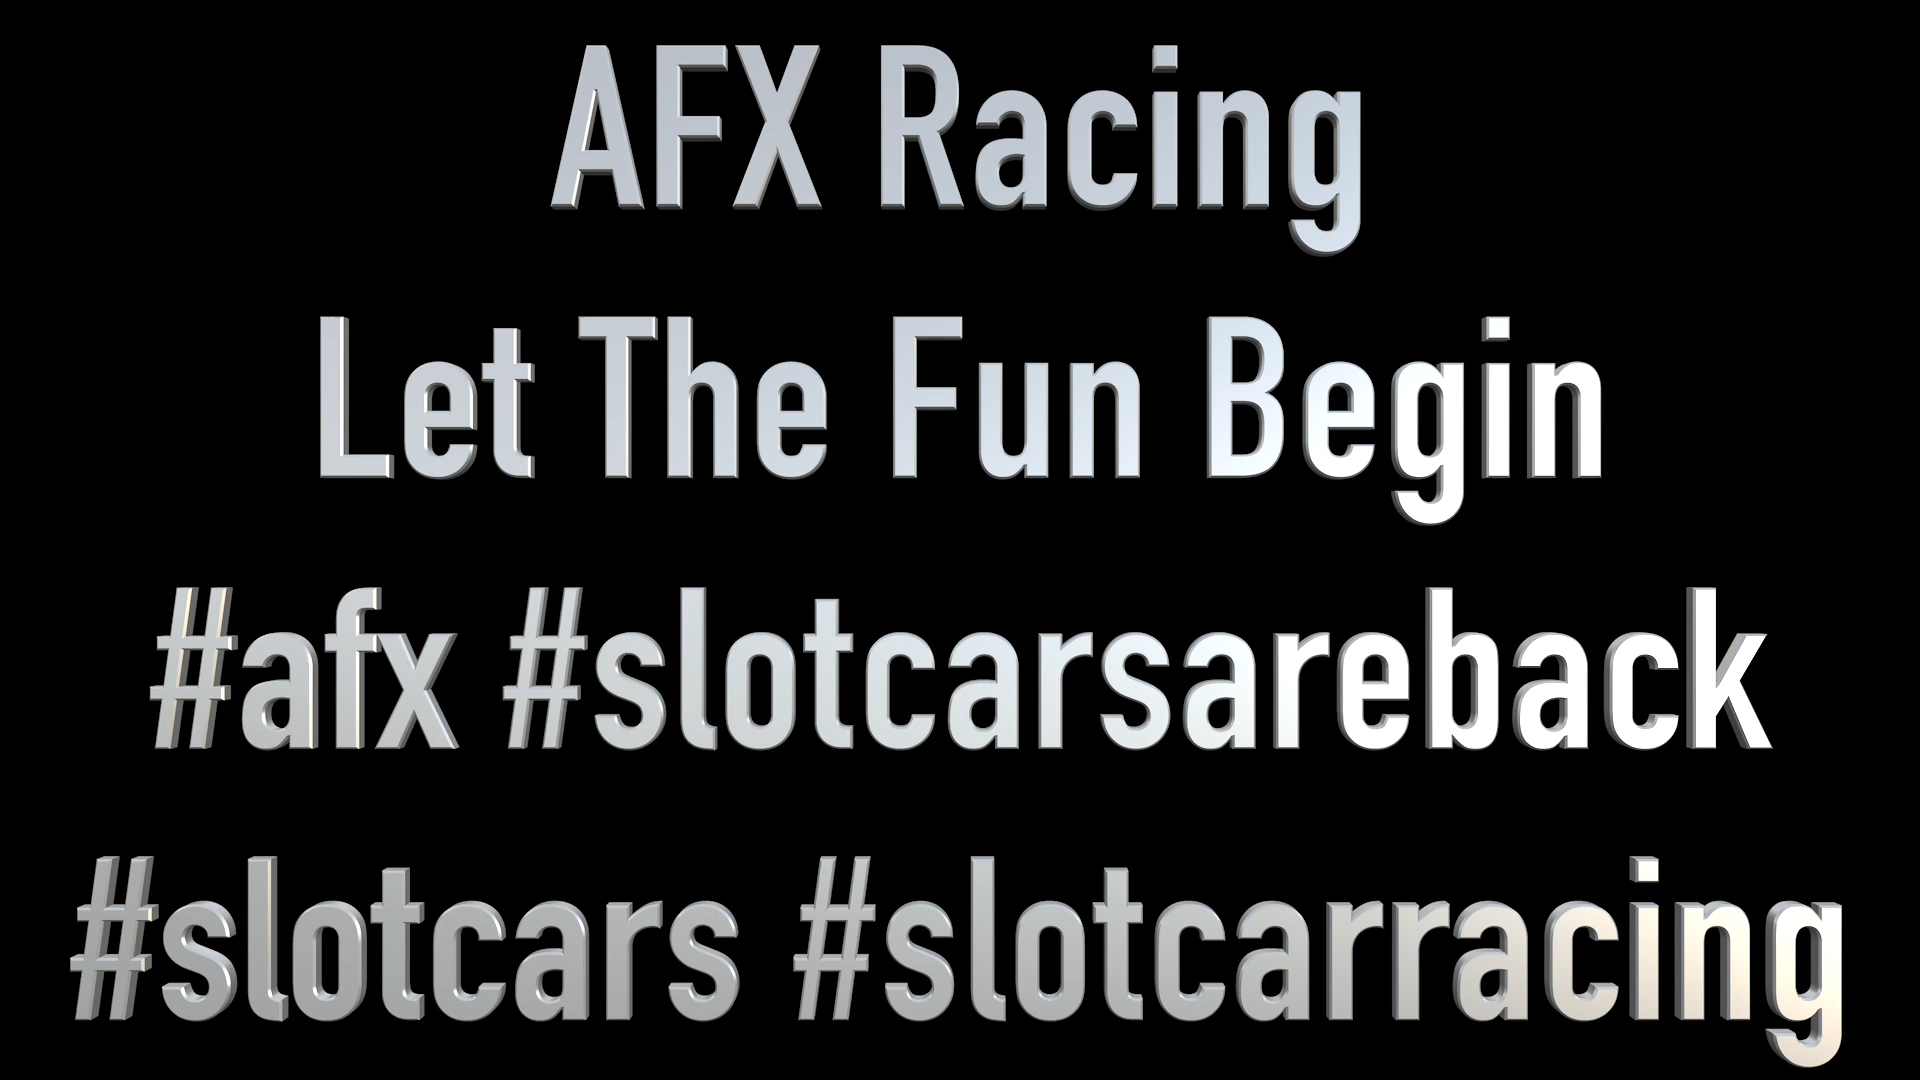 AFX Racing
Let The Fun Begin
#afx #slotcarsareback
#slotcars #slotcarracing